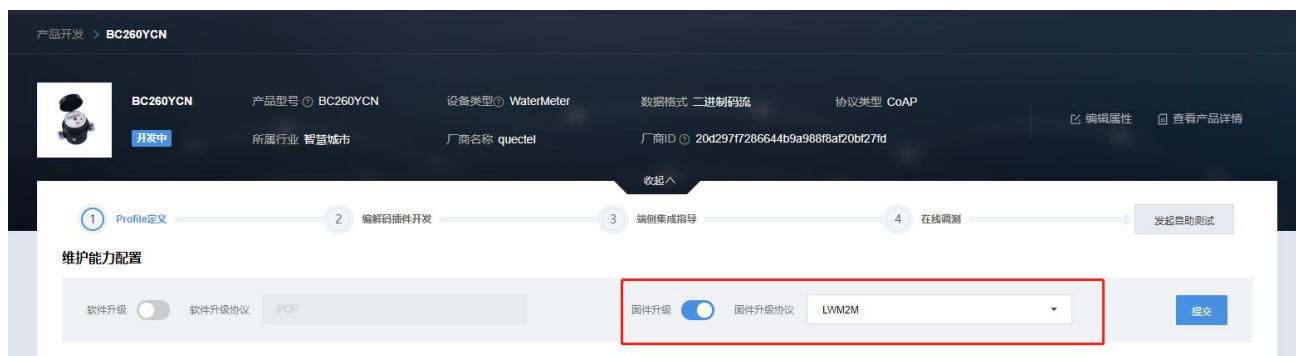 产品开发 > BC260YCN
BC260YCN 产品型号 BC260YCN 设备类型 WaterMeter 数据格式 二进制码流 协议类型 CoAP
编辑属性 查看产品详情
开发中 所属行业 智慧城市 厂商名称 quectel 厂商ID 20d297f7286644b9a988f8af20bf27fd
收起
1 Profile定义 2 编解码插件开发 3 端侧集成指导 4 在线调测 发起自助测试
维护能力配置
软件升级 软件升级协议 PCP 固件升级 固件升级协议 LWM2M 提交